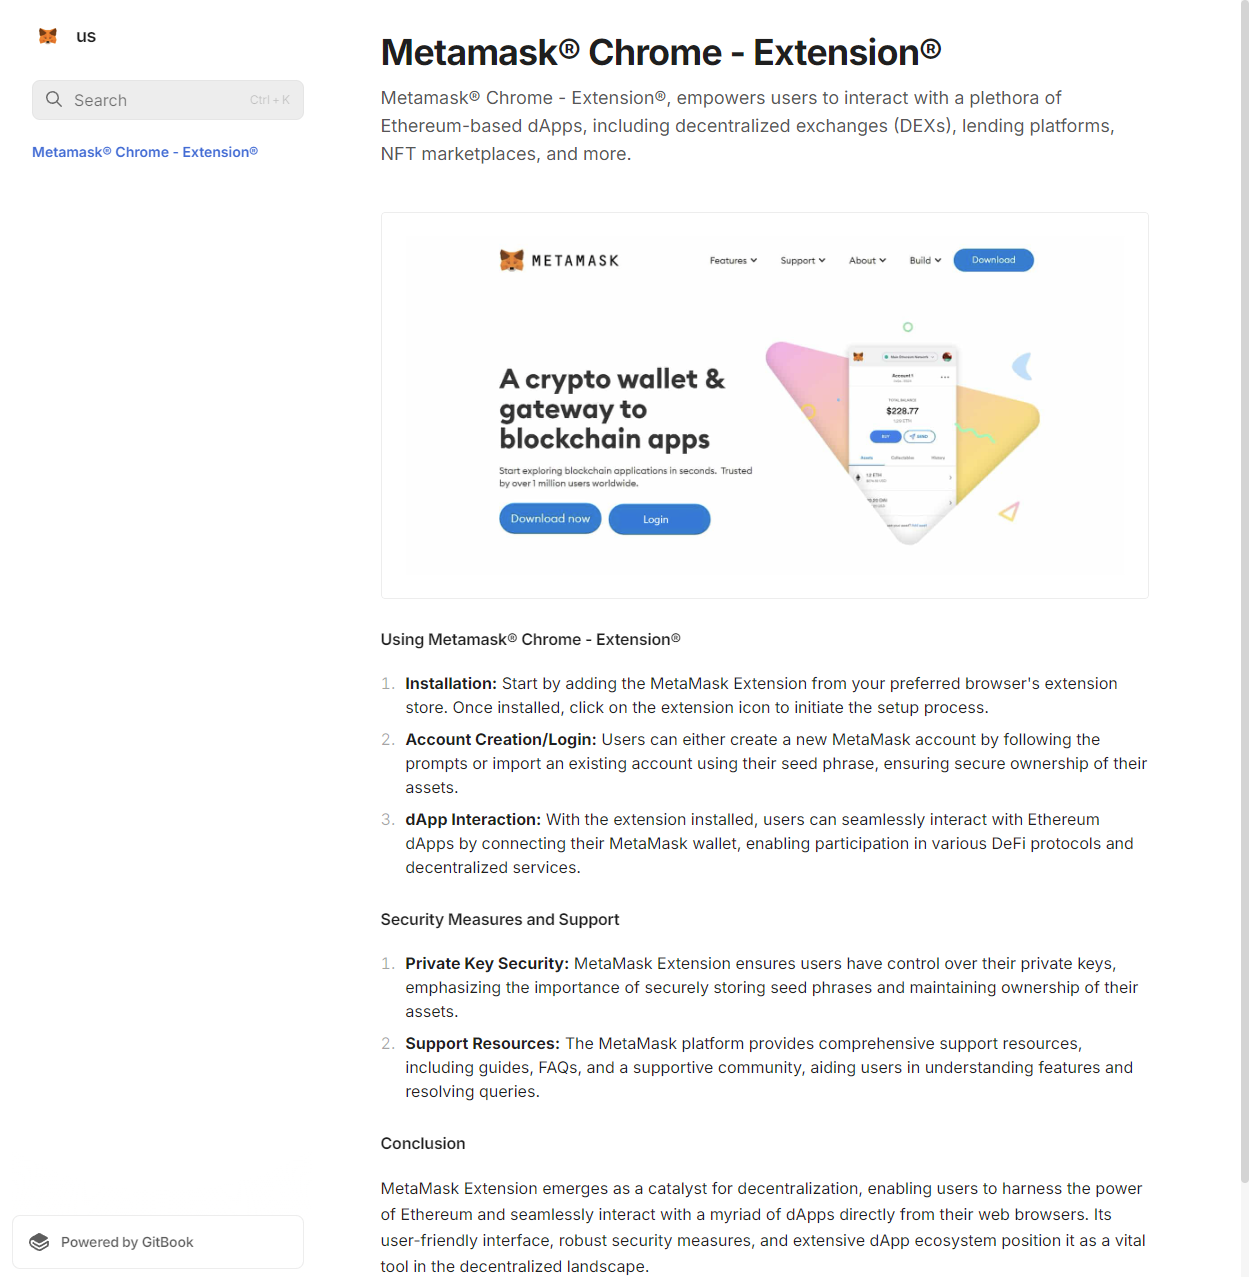 us
Search
Ctrl + K
Metamask® Chrome - Extension®
Metamask® Chrome - Extension®
Metamask® Chrome - Extension®, empowers users to interact with a plethora of
Ethereum-based dApps, including decentralized exchanges (DEXs), lending platforms,
NFT marketplaces, and more.
METAMASK
Features
Support
About
Build
Download
A crypto wallet &
gateway to
blockchain apps
Start exploring blockchain applications in seconds. Trusted
by over 1 million users worldwide.
Download now
Login
Main Ethereum Network
Account 1
TOTAL BALANCE
$228.77
BUY
SEND
Assets
Collectibles
History
Using Metamask® Chrome - Extension®
1. Installation: Start by adding the MetaMask Extension from your preferred browser's extension
store. Once installed, click on the extension icon to initiate the setup process.
2. Account Creation/Login: Users can either create a new MetaMask account by following the
prompts or import an existing account using their seed phrase, ensuring secure ownership of their
assets.
3. dApp Interaction: With the extension installed, users can seamlessly interact with Ethereum
dApps by connecting their MetaMask wallet, enabling participation in various DeFi protocols and
decentralized services.
Security Measures and Support
1. Private Key Security: MetaMask Extension ensures users have control over their private keys,
emphasizing the importance of securely storing seed phrases and maintaining ownership of their
assets.
2. Support Resources: The MetaMask platform provides comprehensive support resources,
including guides, FAQs, and a supportive community, aiding users in understanding features and
resolving queries.
Conclusion
MetaMask Extension emerges as a catalyst for decentralization, enabling users to harness the power
of Ethereum and seamlessly interact with a myriad of dApps directly from their web browsers. Its
user-friendly interface, robust security measures, and extensive dApp ecosystem position it as a vital
tool in the decentralized landscape.
Powered by GitBook